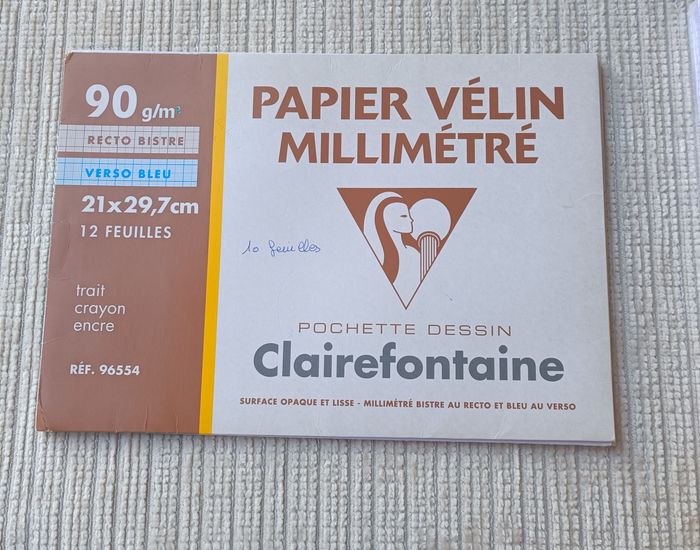 90 g/m²
RECTO BISTRE
VERSO BLEU
21x29,7cm
12 FEUILLES
trait
crayon
encre
RÉF. 96554
PAPIER VÉLIN
MILLIMÉTRÉ
10 feuilles
POCHETTE DESSIN
Clairefontaine
SURFACE OPAQUE ET LISSE - MILLIMÉTRÉ BISTRE AU RECTO ET BLEU AU VERSO